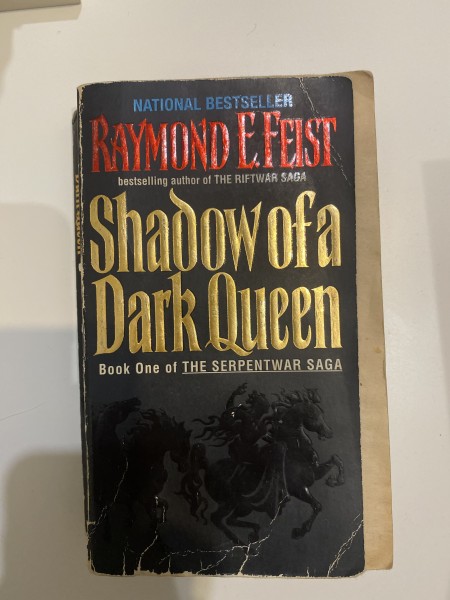 NATIONAL BESTSELLER
RAYMOND E. FEIST
bestselling author of THE RIFTWAR SAGA
Shadow of a
Dark Queen
Book One of THE SERPENTWAR SAGA